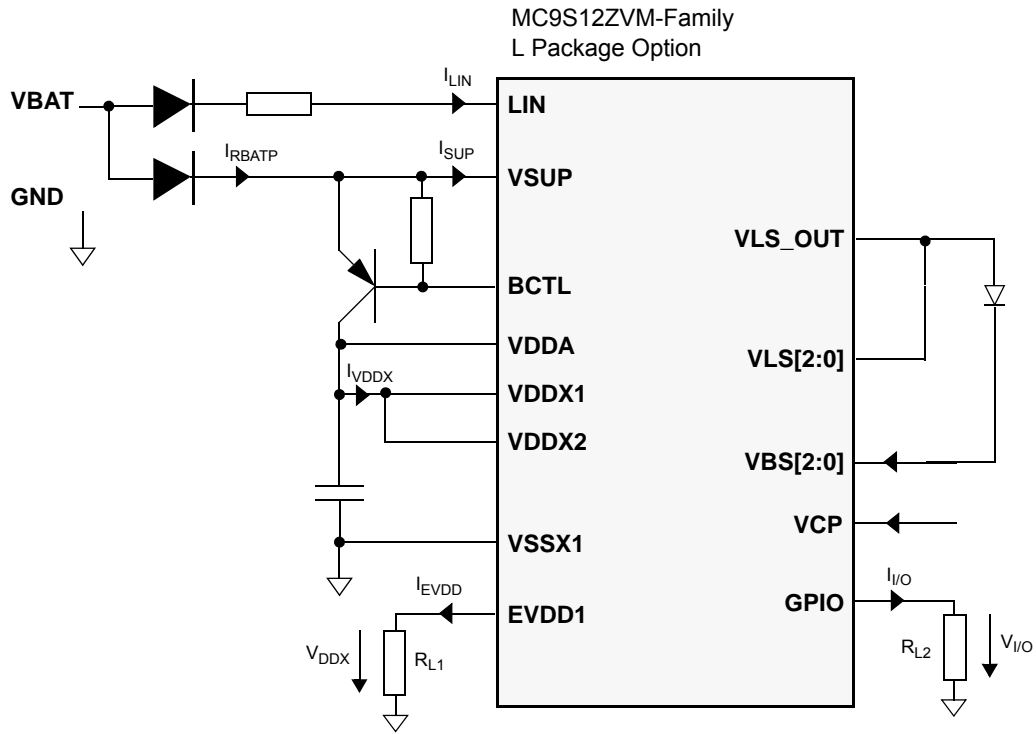 MC9S12ZVM-Family
L Package Option
VBAT
GND
I_LIN
I_RBATP
I_SUP
LIN
VSUP
BCTL
VDDA
I_VDDX
VDDX1
VDDX2
VSSX1
I_EVDD
EVDD1
V_DDX
R_L1
VLS_OUT
VLS[2:0]
VBS[2:0]
VCP
GPIO
I_I/O
R_L2
V_I/O